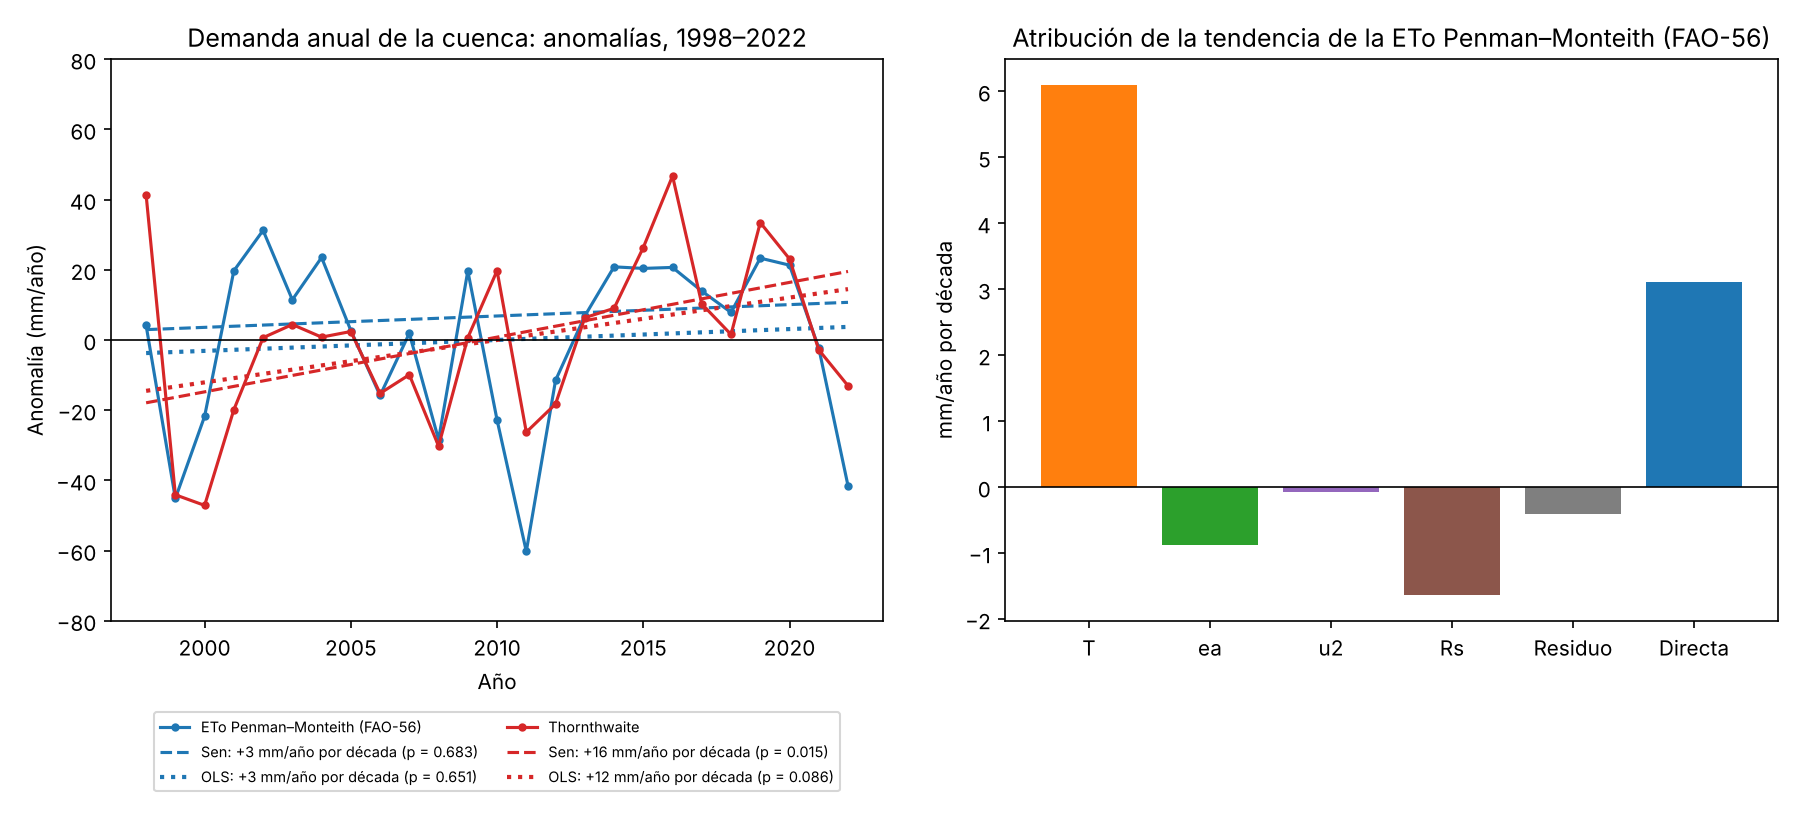 Demanda anual de la cuenca: anomalías, 1998–2022
Anomalía (mm/año)
80
60
40
20
0
−20
−40
−60
−80
2000 2005 2010 2015 2020
Año
ETo Penman–Monteith (FAO-56)
Sen: +3 mm/año por década (p = 0.683)
OLS: +3 mm/año por década (p = 0.651)
Thornthwaite
Sen: +16 mm/año por década (p = 0.015)
OLS: +12 mm/año por década (p = 0.086)
Atribución de la tendencia de la ETo Penman–Monteith (FAO-56)
mm/año por década
6
5
4
3
2
1
0
−1
−2
T ea u2 Rs Residuo Directa